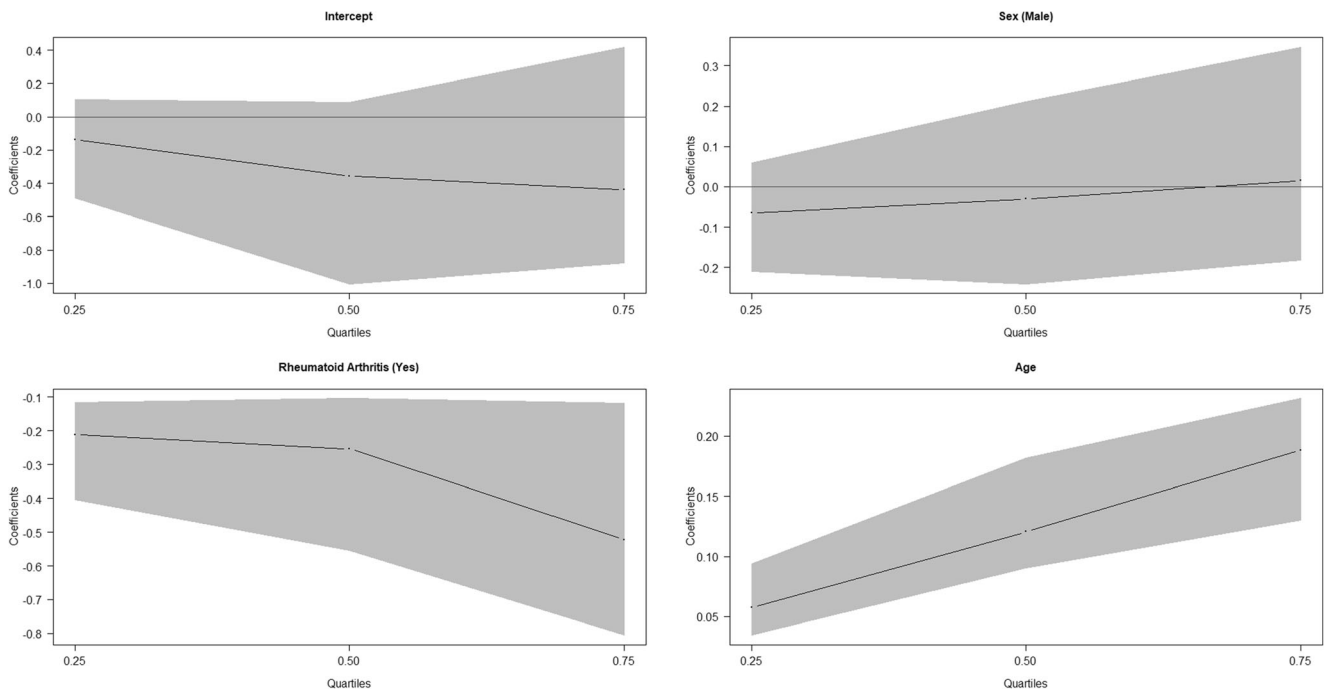 Intercept
Coefficients
0.4
0.2
0.0
-0.2
-0.4
-0.6
-0.8
-1.0
0.25 0.50 0.75
Quartiles
Sex (Male)
Coefficients
0.3
0.2
0.1
0.0
-0.1
-0.2
0.25 0.50 0.75
Quartiles
Rheumatoid Arthritis (Yes)
Coefficients
-0.1
-0.2
-0.3
-0.4
-0.5
-0.6
-0.7
-0.8
0.25 0.50 0.75
Quartiles
Age
Coefficients
0.20
0.15
0.10
0.05
0.25 0.50 0.75
Quartiles